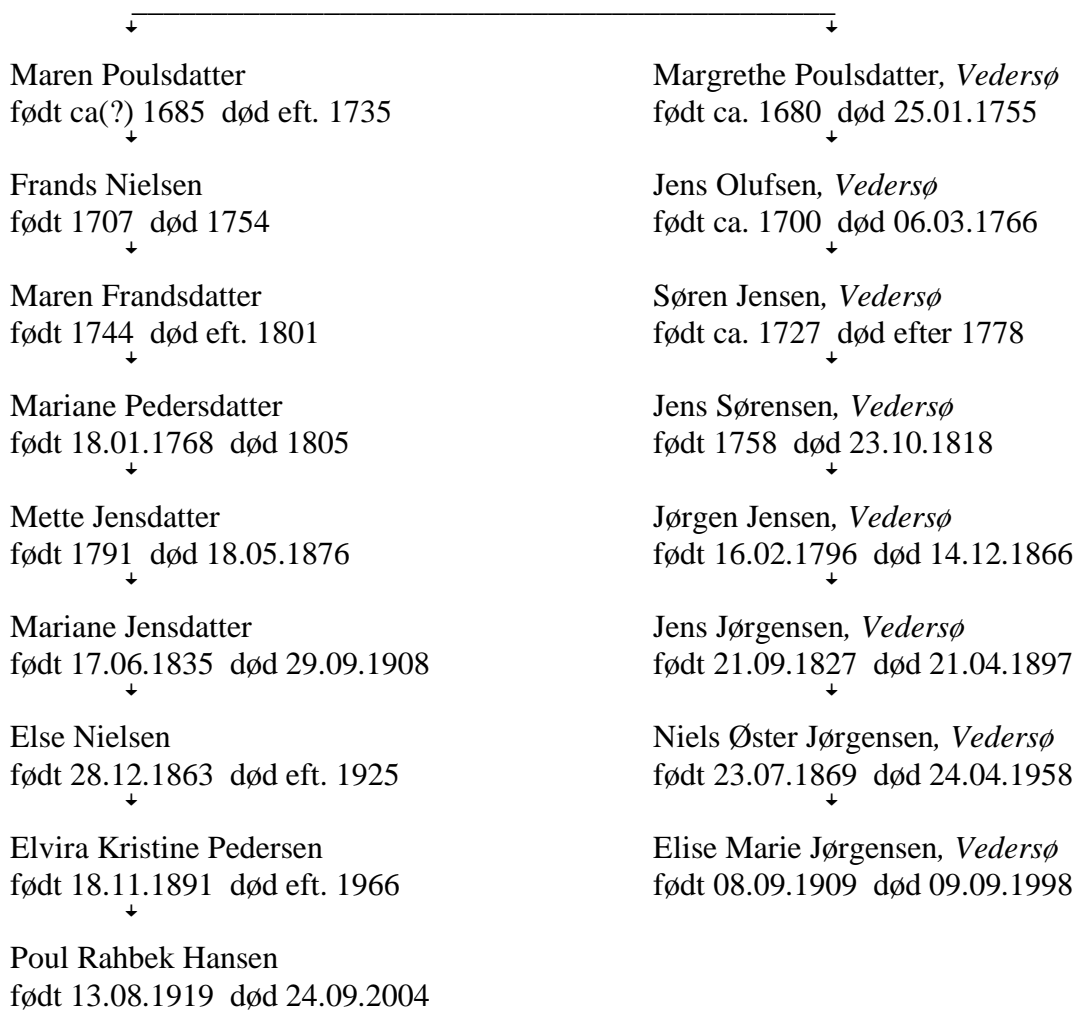 Maren Poulsdatter
født ca(?) 1685 død eft. 1735
Frands Nielsen
født 1707 død 1754
Maren Frandsdatter
født 1744 død eft. 1801
Mariane Pedersdatter
født 18.01.1768 død 1805
Mette Jensdatter
født 1791 død 18.05.1876
Mariane Jensdatter
født 17.06.1835 død 29.09.1908
Else Nielsen
født 28.12.1863 død eft. 1925
Elvira Kristine Pedersen
født 18.11.1891 død eft. 1966
Poul Rahbek Hansen
født 13.08.1919 død 24.09.2004
Margrethe Poulsdatter, Vedersø
født ca. 1680 død 25.01.1755
Jens Olufsen, Vedersø
født ca. 1700 død 06.03.1766
Søren Jensen, Vedersø
født ca. 1727 død efter 1778
Jens Sørensen, Vedersø
født 1758 død 23.10.1818
Jørgen Jensen, Vedersø
født 16.02.1796 død 14.12.1866
Jens Jørgensen, Vedersø
født 21.09.1827 død 21.04.1897
Niels Øster Jørgensen, Vedersø
født 23.07.1869 død 24.04.1958
Elise Marie Jørgensen, Vedersø
født 08.09.1909 død 09.09.1998